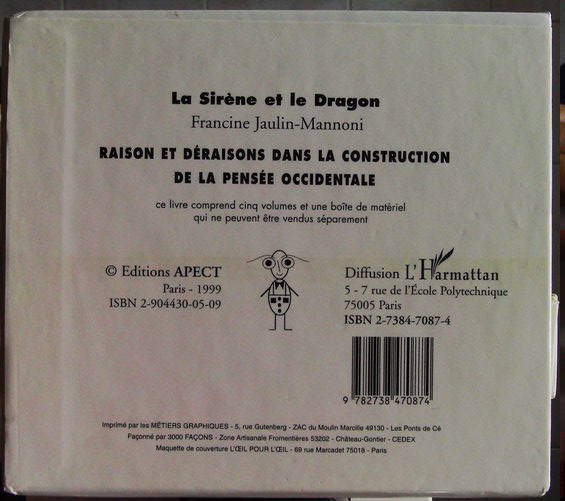 La Sirène et le Dragon
Francine Jaulin-Mannoni
RAISON ET DÉRAISONS DANS LA CONSTRUCTION
DE LA PENSÉE OCCIDENTALE
ce livre comprend cinq volumes et une boîte de matériel
qui ne peuvent être vendus séparement
© Editions APECT
Paris - 1999
ISBN 2-904430-05-09
Diffusion L'Harmattan
5 - 7 rue de l'École Polytechnique
75005 Paris
ISBN 2-7384-7087-4
9 782738 470874
Imprimé par les MÉTIERS GRAPHIQUES - 5, rue Gutenberg - ZAC du Moulin Marcille 49130 - Les Ponts de Cé
Façonné par 3000 FAÇONS - Zone Artisanale Fromentières 53202 - Château-Gontier - CEDEX
Maquette de couverture L'ŒIL POUR L'ŒIL - 69 rue Marcadet 75018 - Paris